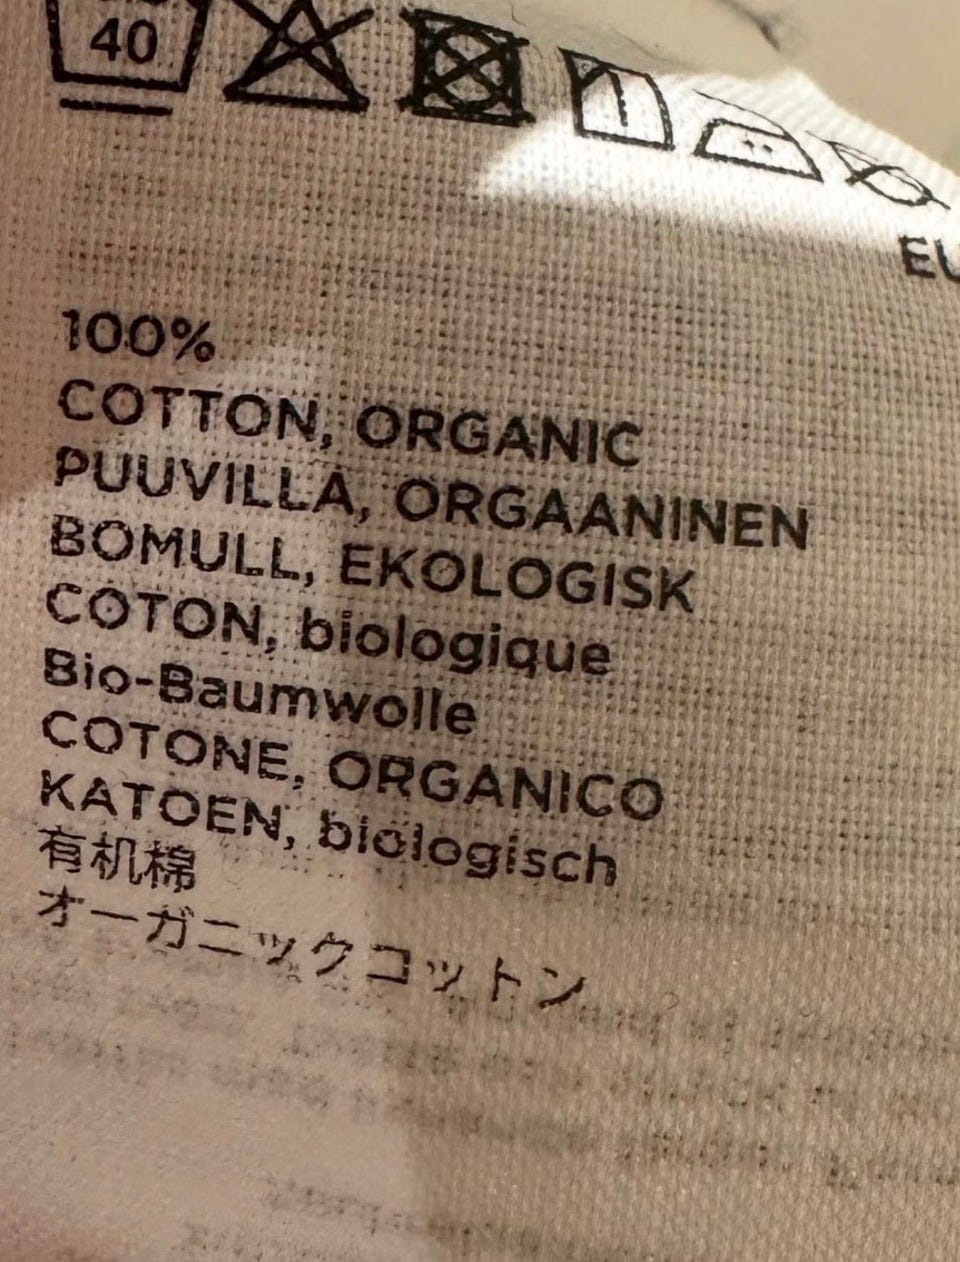 40
EU
100%
COTTON, ORGANIC
PUUVILLA, ORGAANINEN
BOMULL, EKOLOGISK
COTON, biologique
Bio-Baumwolle
COTONE, ORGANICO
KATOEN, biologisch
有机棉
オーガニックコットン